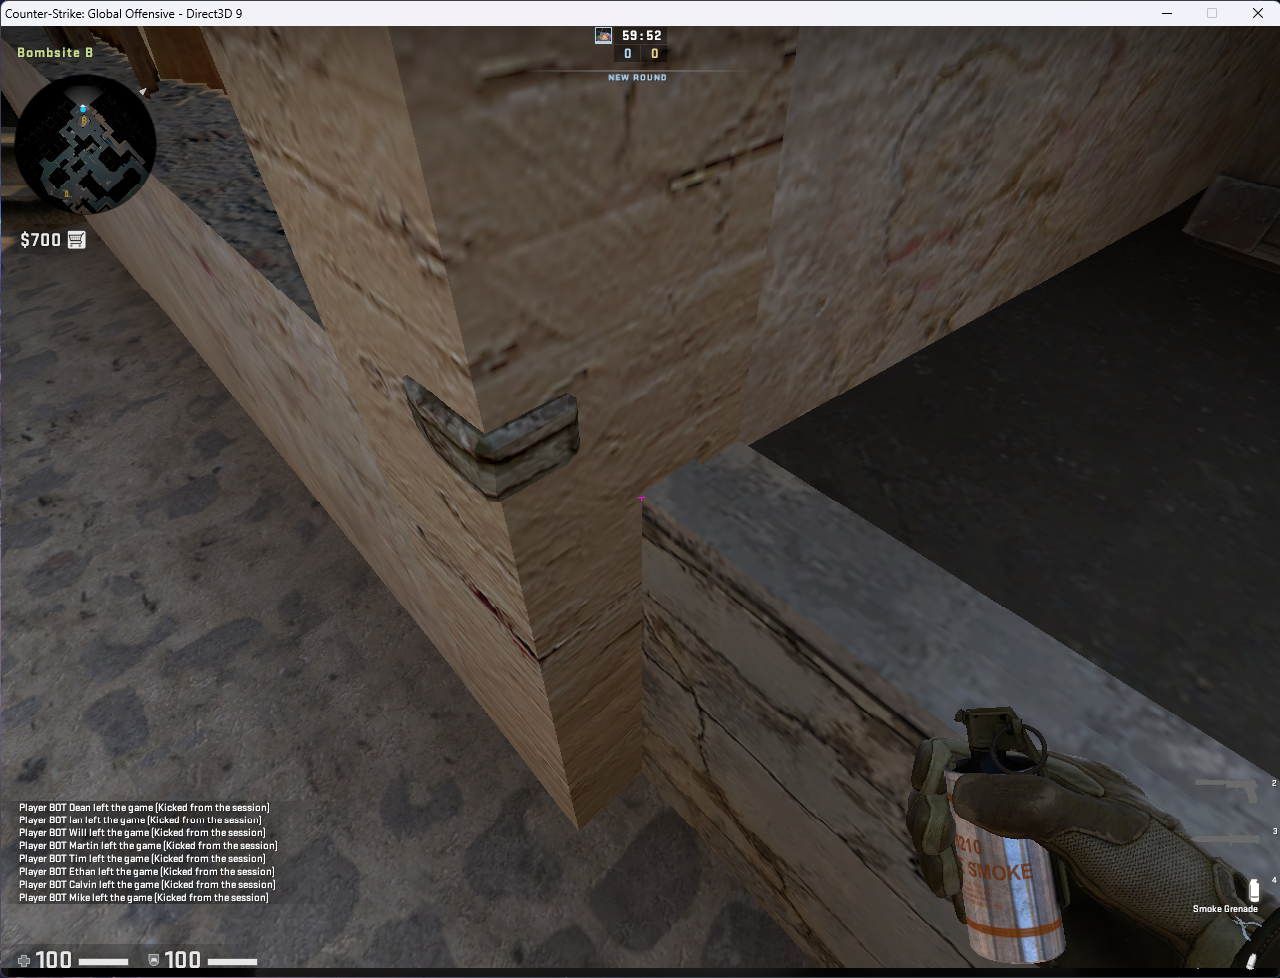 Counter-Strike: Global Offensive - Direct3D 9
59:52
Bombsite B
0 0
NEW ROUND
B
$700
2
3
Player BOT Dean left the game (Kicked from the session)
Player BOT Ian left the game (Kicked from the session)
Player BOT Will left the game (Kicked from the session)
Player BOT Martin left the game (Kicked from the session)
Player BOT Tim left the game (Kicked from the session)
Player BOT Ethan left the game (Kicked from the session)
Player BOT Calvin left the game (Kicked from the session)
Player BOT Mike left the game (Kicked from the session)
210
SMOKE
4
Smoke Grenade
100 100